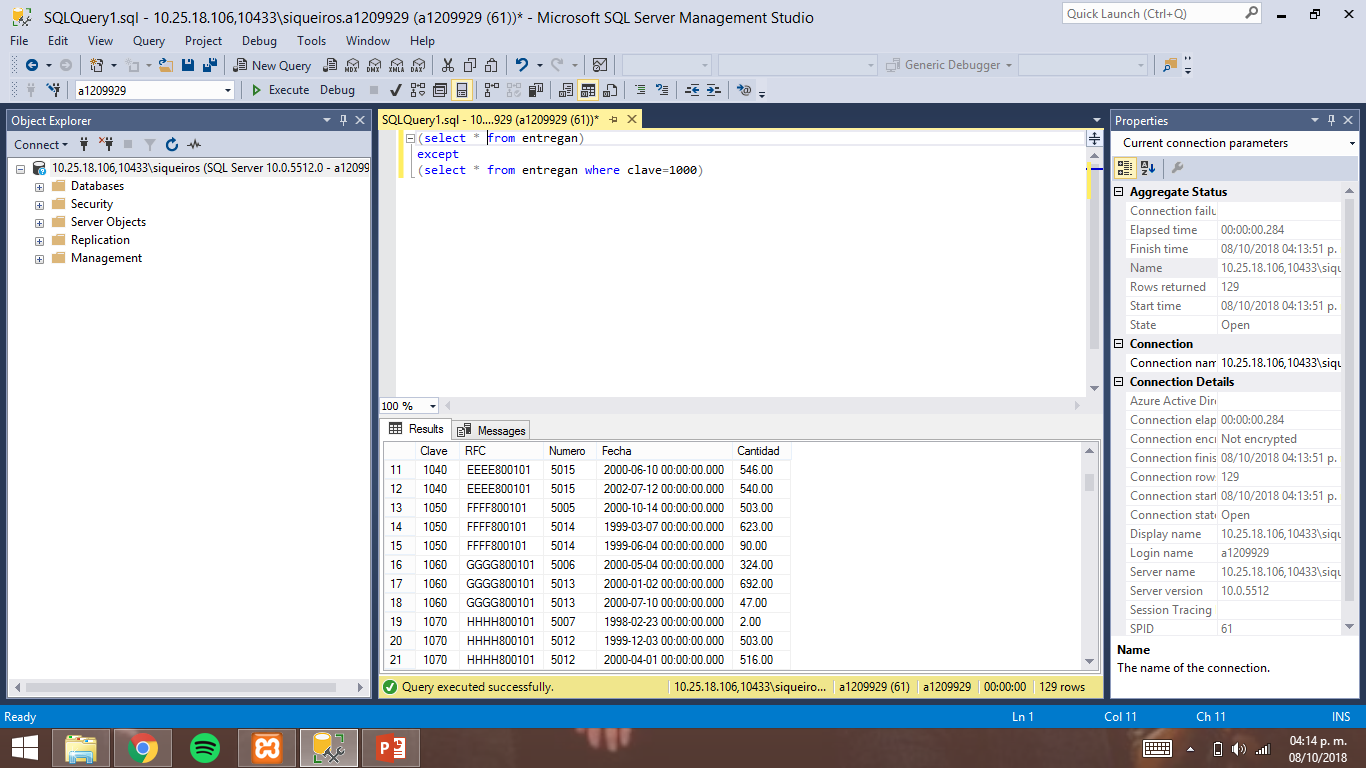 SQLQuery1.sql - 10.25.18.106,10433\siqueiros.a1209929 (a1209929 (61))* - Microsoft SQL Server Management Studio
Quick Launch (Ctrl+Q)
File Edit View Query Project Debug Tools Window Help
New Query MDX DMX XMLA DAX Generic Debugger
a1209929 Execute Debug
Object Explorer
Connect
10.25.18.106,10433\siqueiros (SQL Server 10.0.5512.0 - a12099
Databases
Security
Server Objects
Replication
Management
SQLQuery1.sql - 10....929 (a1209929 (61))*
(select * from entregan)
except
(select * from entregan where clave=1000)
100 %
Results Messages
Clave RFC Numero Fecha Cantidad
11 1040 EEEE800101 5015 2000-06-10 00:00:00.000 546.00
12 1040 EEEE800101 5015 2002-07-12 00:00:00.000 540.00
13 1050 FFFF800101 5005 2000-10-14 00:00:00.000 503.00
14 1050 FFFF800101 5014 1999-03-07 00:00:00.000 623.00
15 1050 FFFF800101 5014 1999-06-04 00:00:00.000 90.00
16 1060 GGGG800101 5006 2000-05-04 00:00:00.000 324.00
17 1060 GGGG800101 5013 2000-01-02 00:00:00.000 692.00
18 1060 GGGG800101 5013 2000-07-10 00:00:00.000 47.00
19 1070 HHHH800101 5007 1998-02-23 00:00:00.000 2.00
20 1070 HHHH800101 5012 1999-12-03 00:00:00.000 503.00
21 1070 HHHH800101 5012 2000-04-01 00:00:00.000 516.00
Query executed successfully. 10.25.18.106,10433\siqueiro... a1209929 (61) a1209929 00:00:00 129 rows
Properties
Current connection parameters
Aggregate Status
Connection failu
Elapsed time 00:00:00.284
Finish time 08/10/2018 04:13:51 p.
Name 10.25.18.106,10433\siqu
Rows returned 129
Start time 08/10/2018 04:13:51 p.
State Open
Connection
Connection nam 10.25.18.106,10433\siqu
Connection Details
Azure Active Dire
Connection elap 00:00:00.284
Connection encr Not encrypted
Connection finis 08/10/2018 04:13:51 p.
Connection row 129
Connection start 08/10/2018 04:13:51 p.
Connection state Open
Display name 10.25.18.106,10433\siqu
Login name a1209929
Server name 10.25.18.106,10433\siqu
Server version 10.0.5512
Session Tracing
SPID 61
Name
The name of the connection.
Ready Ln 1 Col 11 Ch 11 INS
04:14 p. m.
08/10/2018